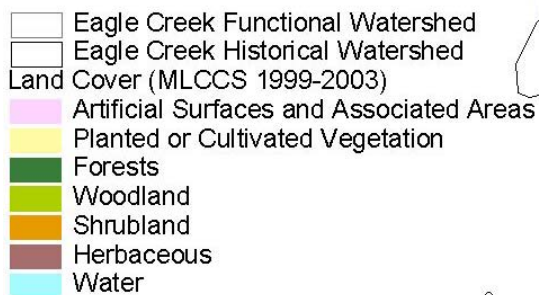 Eagle Creek Functional Watershed
Eagle Creek Historical Watershed
Land Cover (MLCCS 1999-2003)
Artificial Surfaces and Associated Areas
Planted or Cultivated Vegetation
Forests
Woodland
Shrubland
Herbaceous
Water